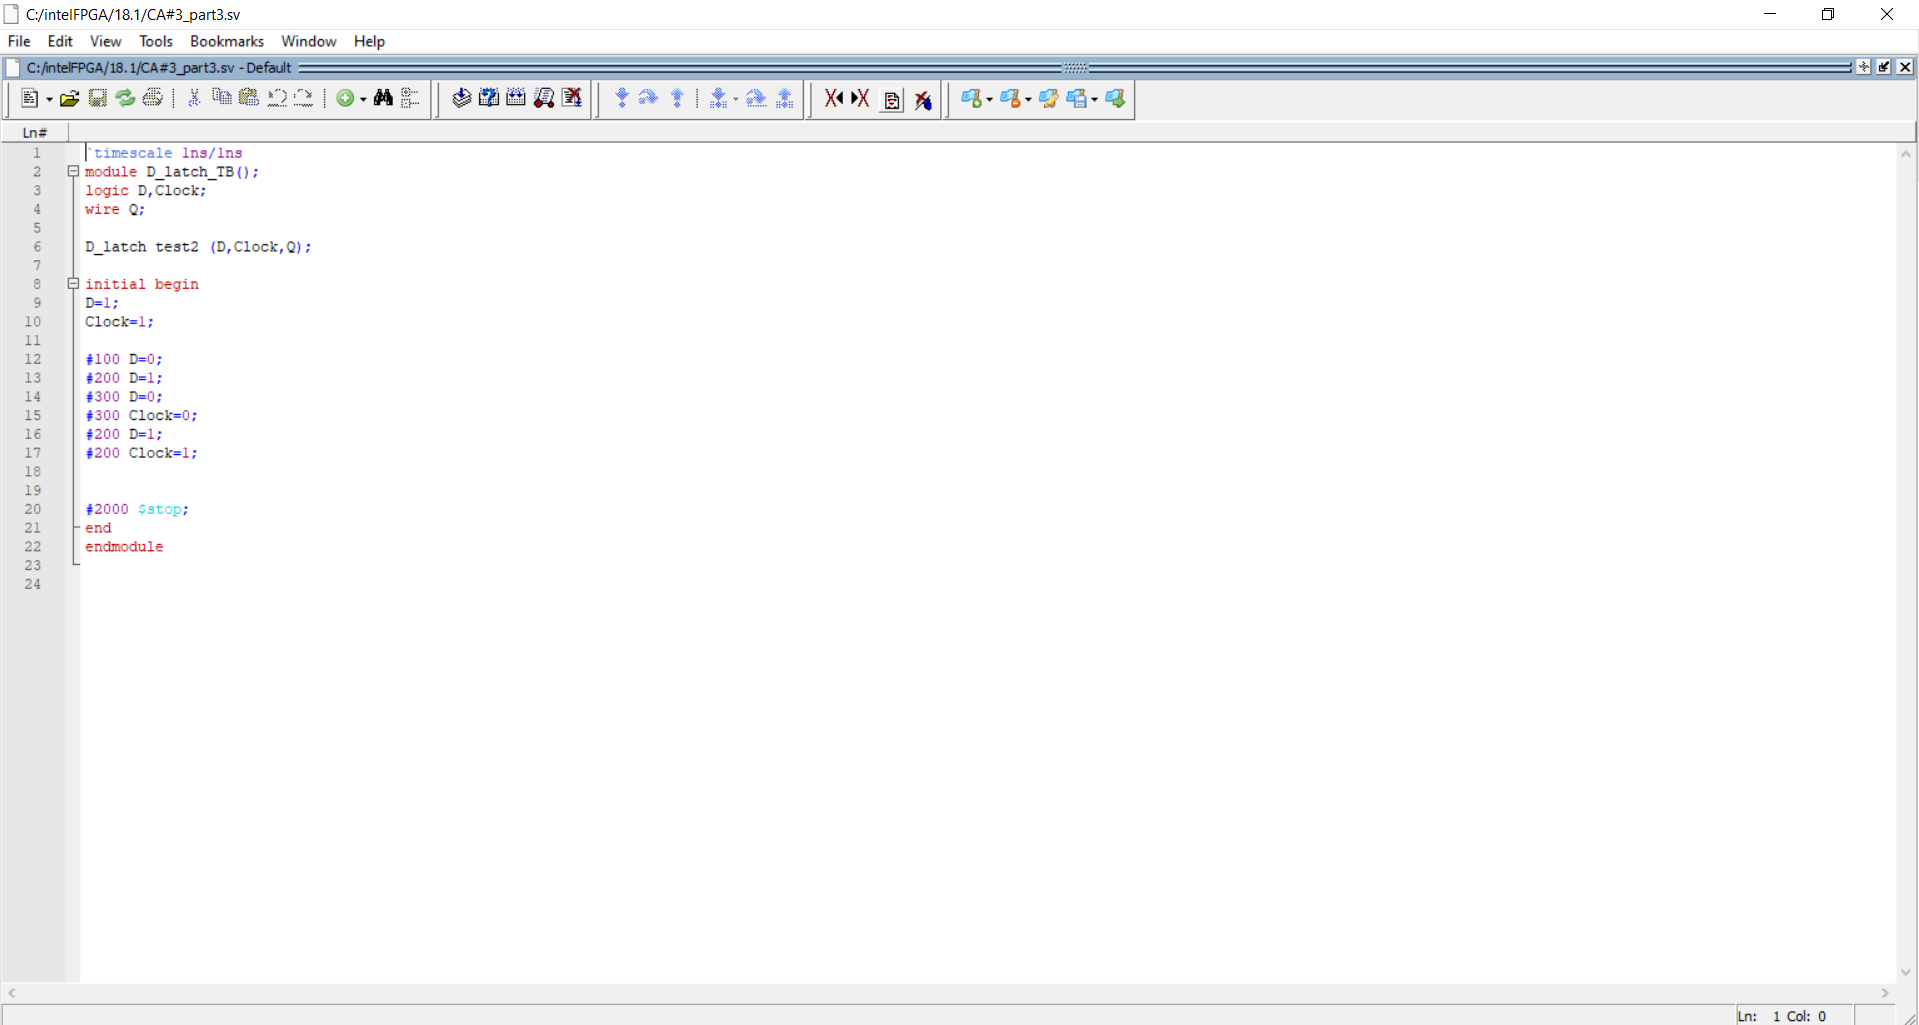 C:/intelFPGA/18.1/CA#3_part3.sv
File Edit View Tools Bookmarks Window Help
C:/intelFPGA/18.1/CA#3_part3.sv - Default
Ln#
1 `timescale 1ns/1ns
2 module D_latch_TB();
3 logic D,Clock;
4 wire Q;
5
6 D_latch test2 (D,Clock,Q);
7
8 initial begin
9 D=1;
10 Clock=1;
11
12 #100 D=0;
13 #200 D=1;
14 #300 D=0;
15 #300 Clock=0;
16 #200 D=1;
17 #200 Clock=1;
18
19
20 #2000 $stop;
21 end
22 endmodule
23
24
Ln: 1 Col: 0